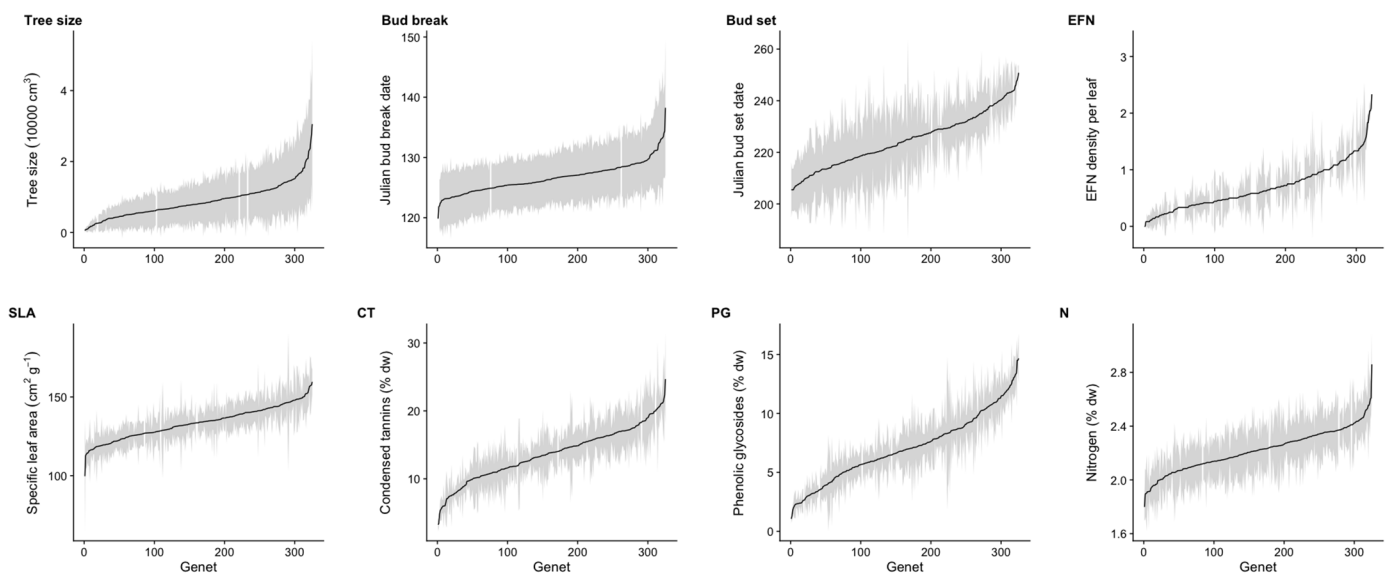 Tree size
Tree size (10000 cm³)
4
2
0
0 100 200 300
Bud break
Julian bud break date
150
140
130
120
0 100 200 300
Bud set
Julian bud set date
260
240
220
200
0 100 200 300
EFN
EFN density per leaf
3
2
1
0
0 100 200 300
SLA
Specific leaf area (cm² g⁻¹)
150
100
0 100 200 300
Genet
CT
Condensed tannins (% dw)
30
20
10
0 100 200 300
Genet
PG
Phenolic glycosides (% dw)
15
10
5
0
0 100 200 300
Genet
N
Nitrogen (% dw)
2.8
2.4
2.0
1.6
0 100 200 300
Genet